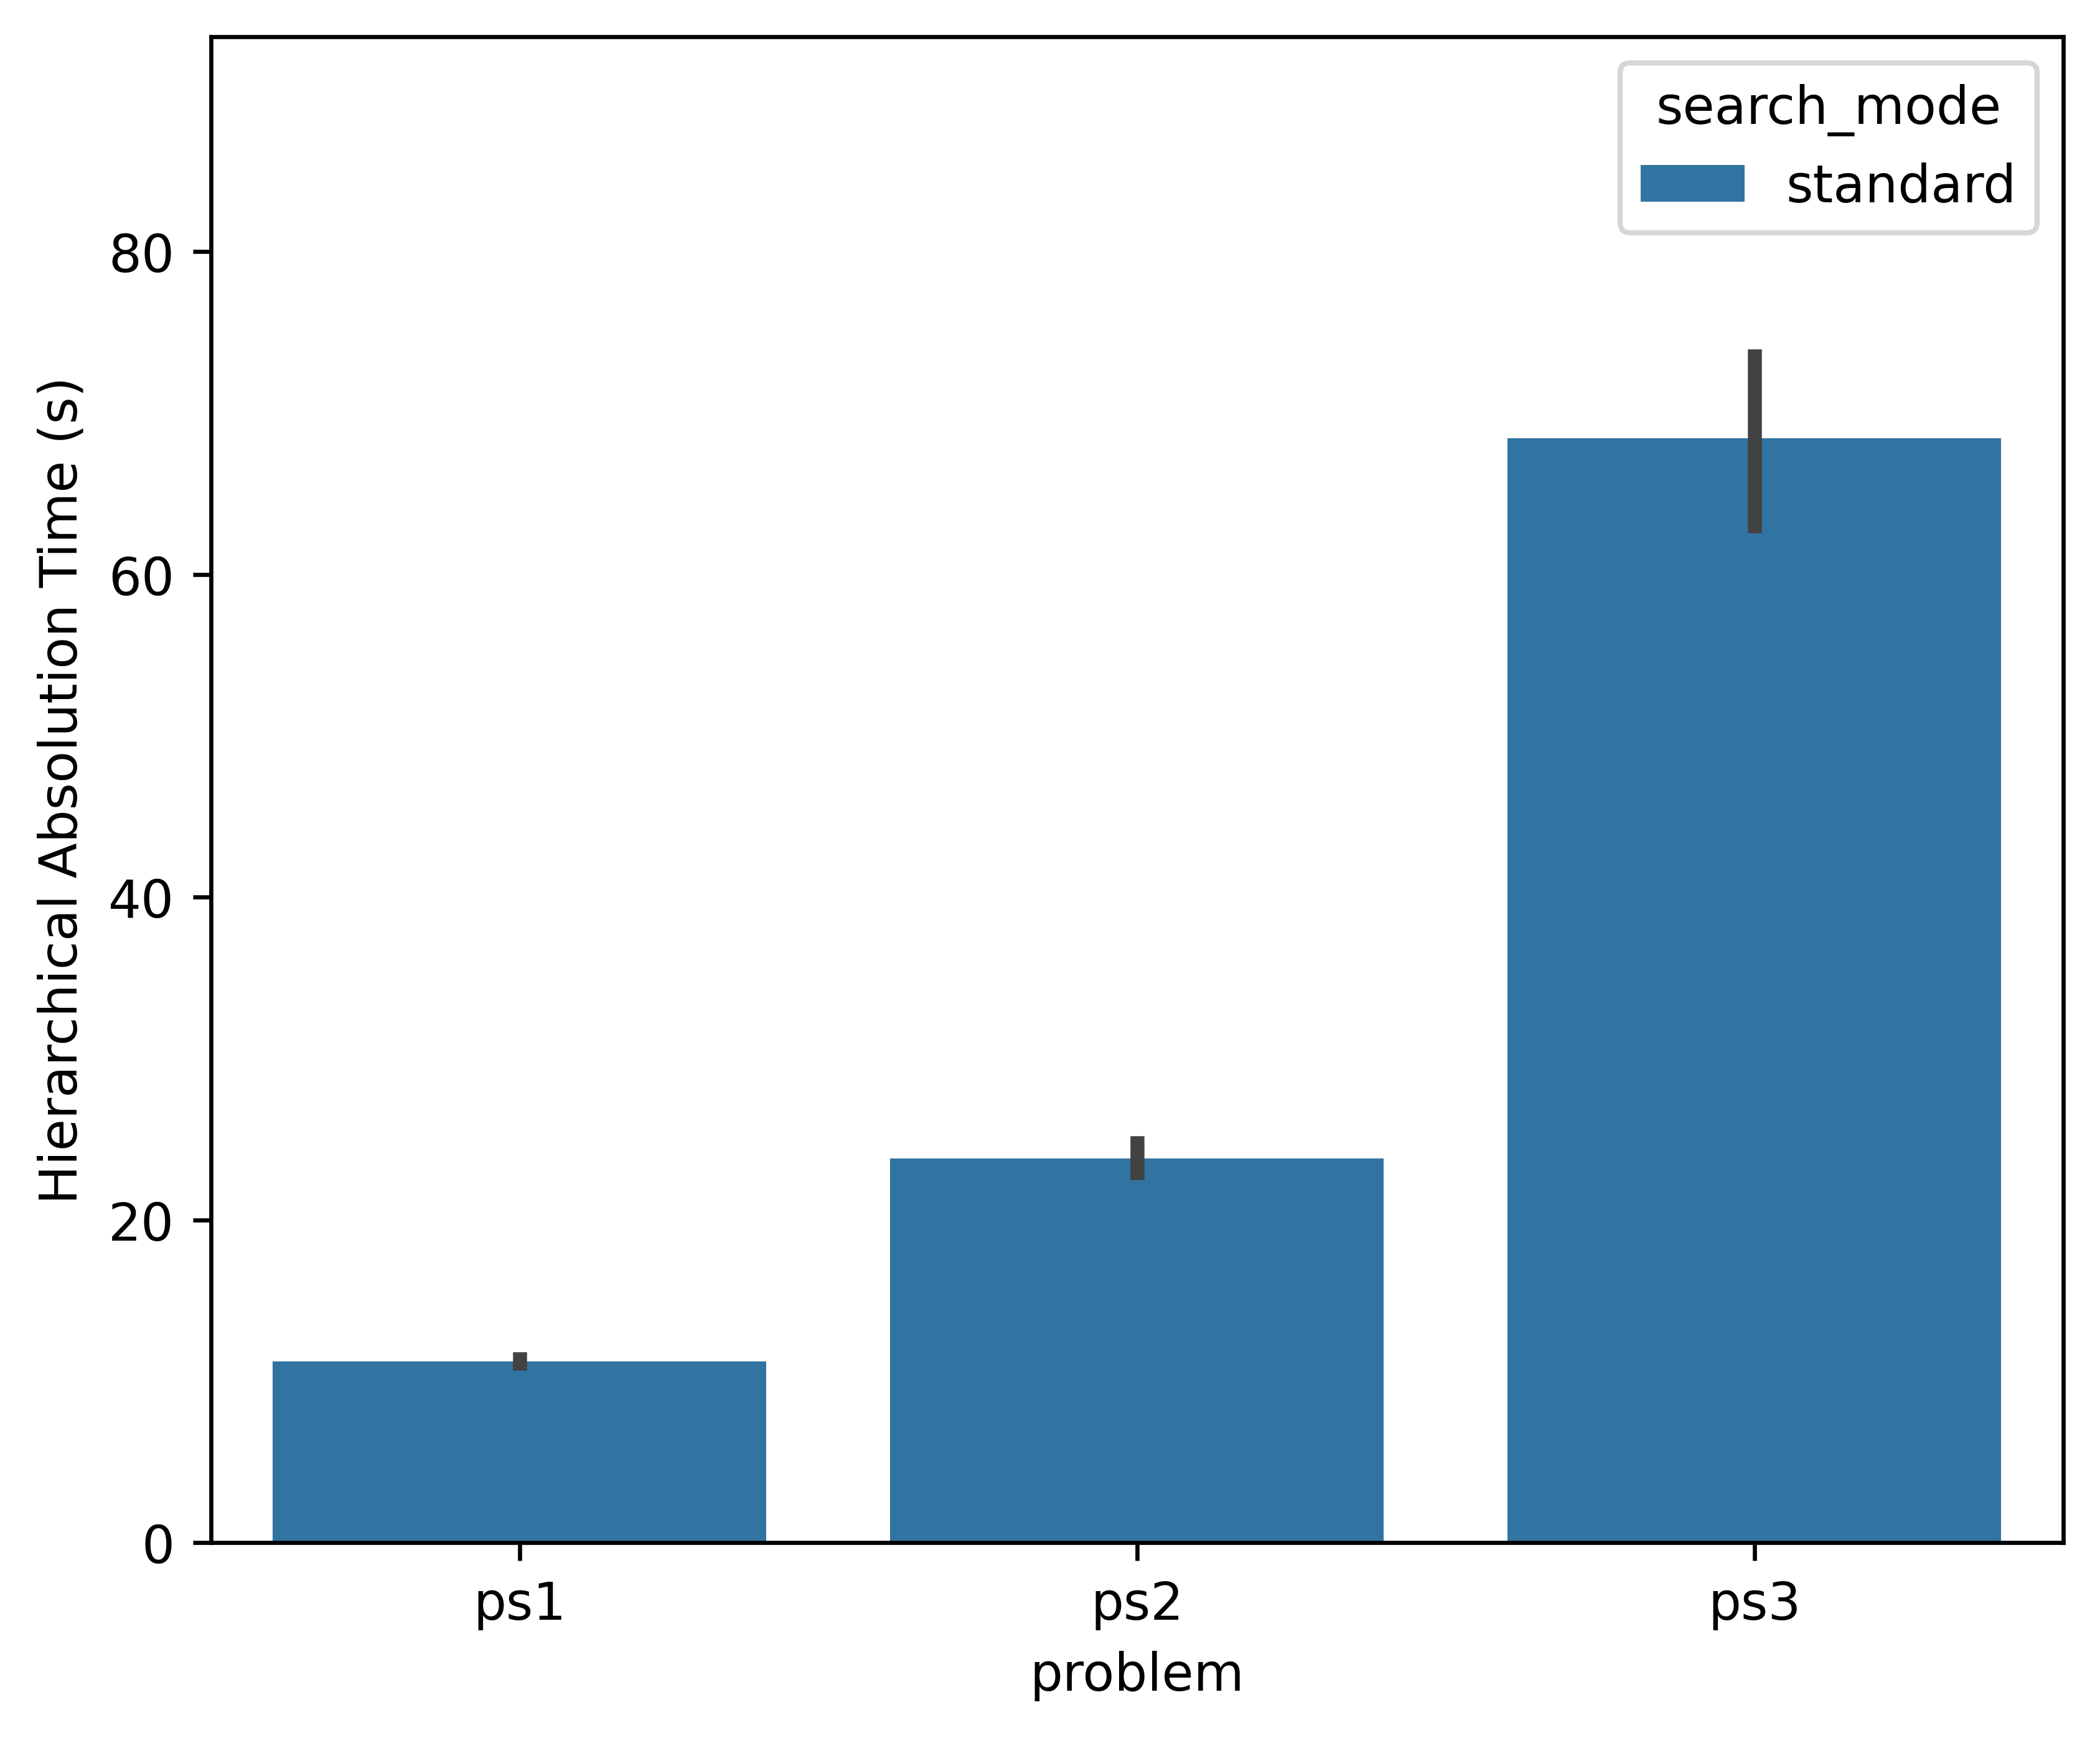 search_mode
standard
Hierarchical Absolution Time (s)
80
60
40
20
0
ps1 ps2 ps3
problem